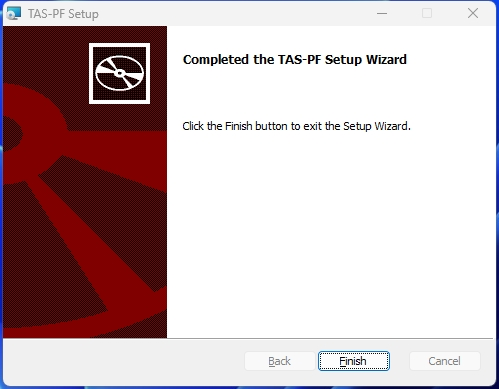 TAS-PF Setup
Completed the TAS-PF Setup Wizard
Click the Finish button to exit the Setup Wizard.
Back
Finish
Cancel